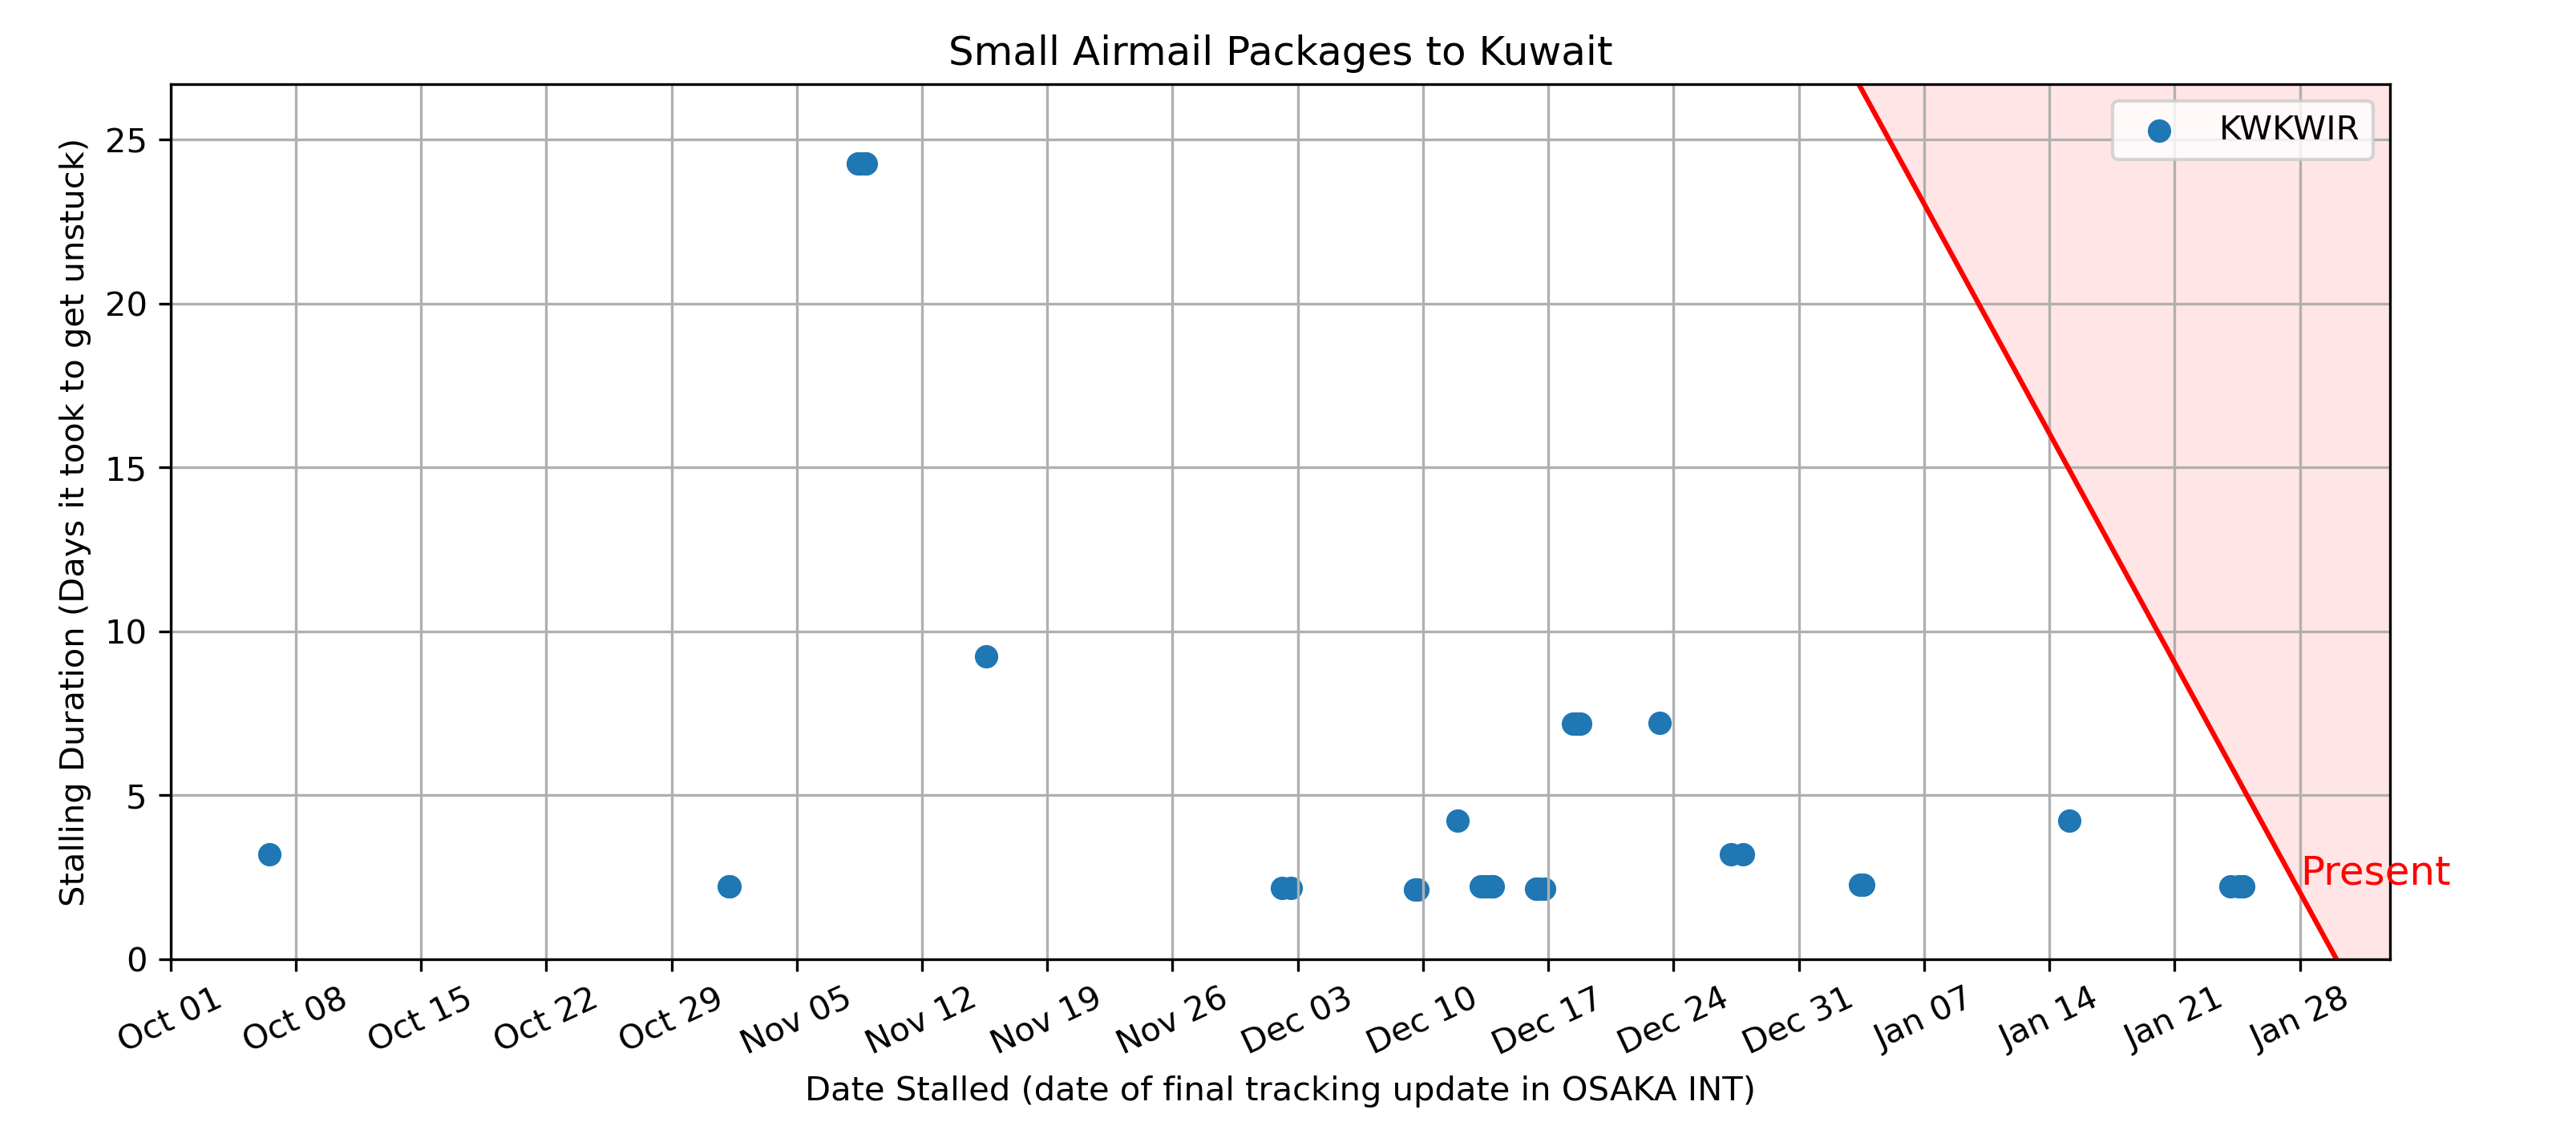 Small Airmail Packages to Kuwait
KWKWIR
Stalling Duration (Days it took to get unstuck)
25
20
15
10
5
0
Present
Oct 01
Oct 08
Oct 15
Oct 22
Oct 29
Nov 05
Nov 12
Nov 19
Nov 26
Dec 03
Dec 10
Dec 17
Dec 24
Dec 31
Jan 07
Jan 14
Jan 21
Jan 28
Date Stalled (date of final tracking update in OSAKA INT)